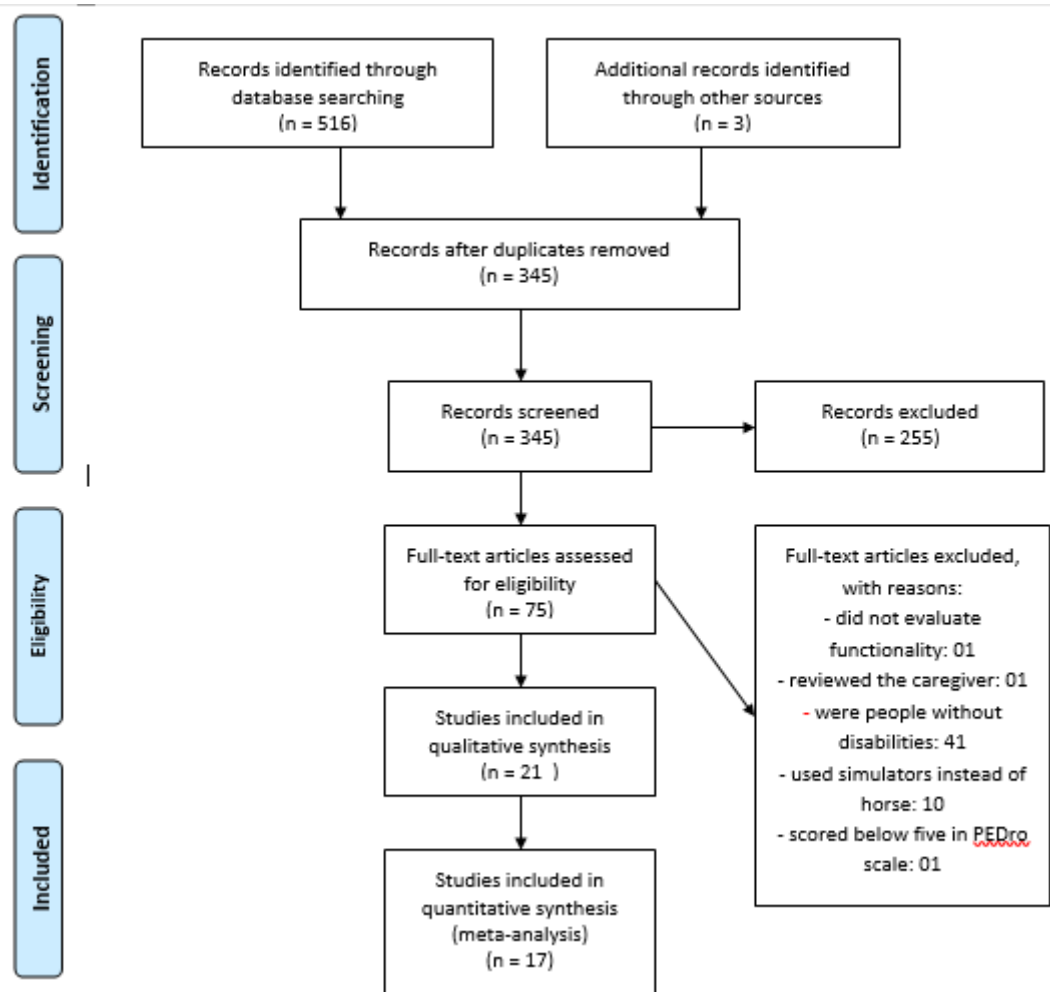 Identification
Records identified through
database searching
(n = 516)
Additional records identified
through other sources
(n = 3)
Records after duplicates removed
(n = 345)
Screening
Records screened
(n = 345)
Records excluded
(n = 255)
Eligibility
Full-text articles assessed
for eligibility
(n = 75)
Full-text articles excluded,
with reasons:
- did not evaluate
functionality: 01
- reviewed the caregiver: 01
- were people without
disabilities: 41
- used simulators instead of
horse: 10
- scored below five in PEDro
scale: 01
Studies included in
qualitative synthesis
(n = 21  )
Included
Studies included in
quantitative synthesis
(meta-analysis)
(n = 17)